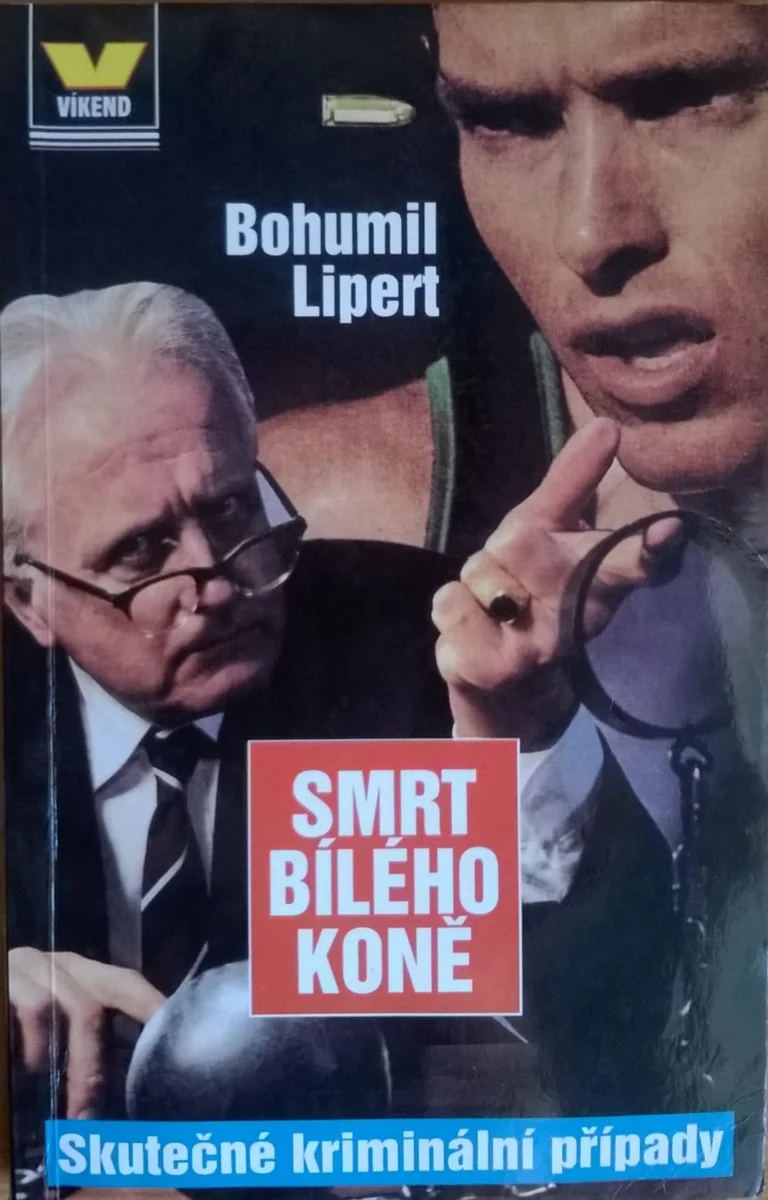 VÍKEND
Bohumil
Lipert
SMRT
BÍLÉHO
KONĚ
Skutečné kriminální případy